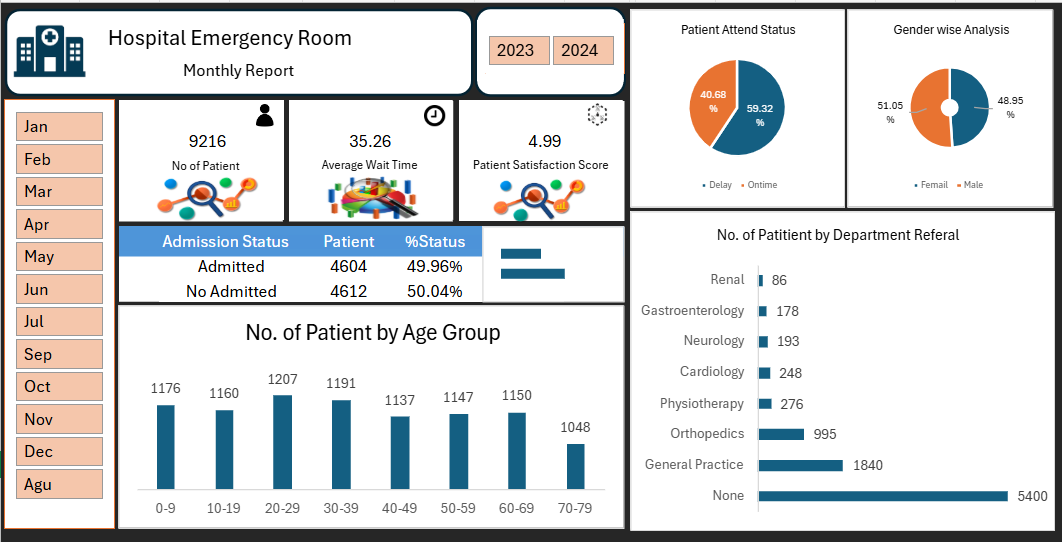 Hospital Emergency Room
Monthly Report
2023 2024
Jan
Feb
Mar
Apr
May
Jun
Jul
Sep
Oct
Nov
Dec
Agu
9216
No of Patient
35.26
Average Wait Time
4.99
Patient Satisfaction Score
Admission Status Patient %Status
Admitted 4604 49.96%
No Admitted 4612 50.04%
No. of Patient by Age Group
1176 1160 1207 1191 1137 1147 1150 1048
0-9 10-19 20-29 30-39 40-49 50-59 60-69 70-79
Patient Attend Status
40.68
%
59.32
%
Delay Ontime
Gender wise Analysis
51.05
%
48.95
%
Femail Male
No. of Patitient by Department Referal
Renal 86
Gastroenterology 178
Neurology 193
Cardiology 248
Physiotherapy 276
Orthopedics 995
General Practice 1840
None 5400